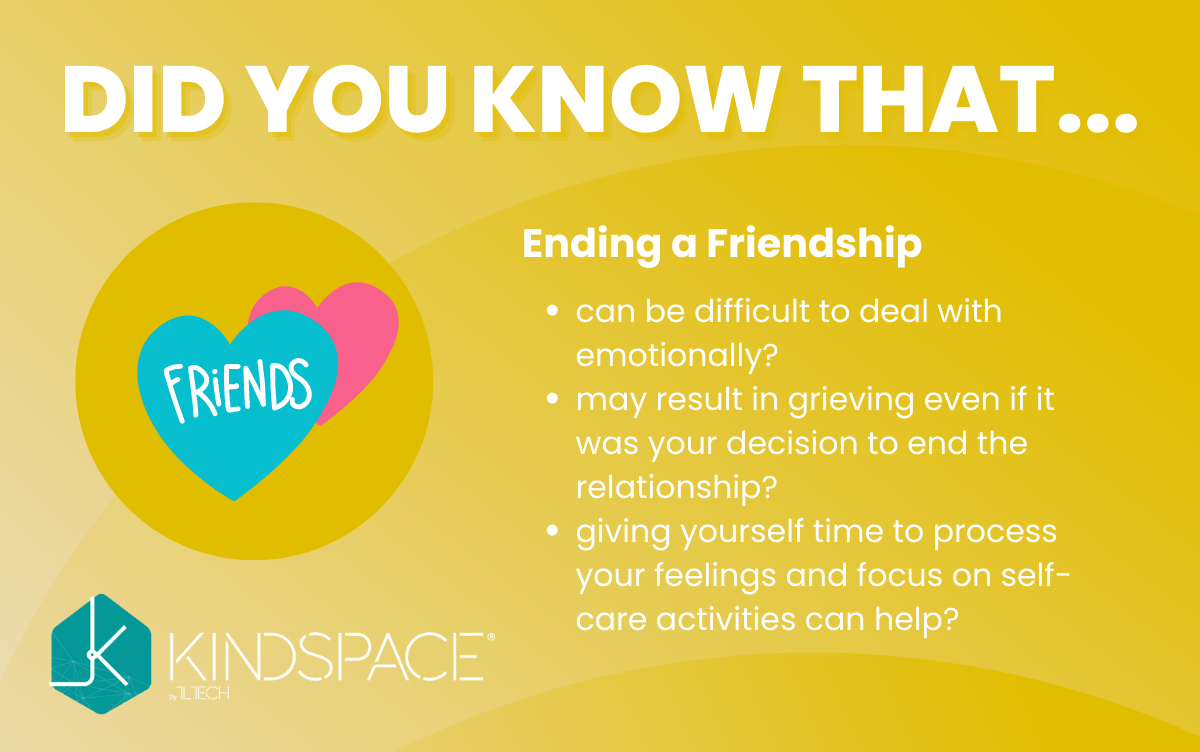 DID YOU KNOW THAT...
FRiENDS
Ending a Friendship
• can be difficult to deal with
emotionally?
• may result in grieving even if it
was your decision to end the
relationship?
• giving yourself time to process
your feelings and focus on self-
care activities can help?
KINDSPACE®
by 1L1TECH